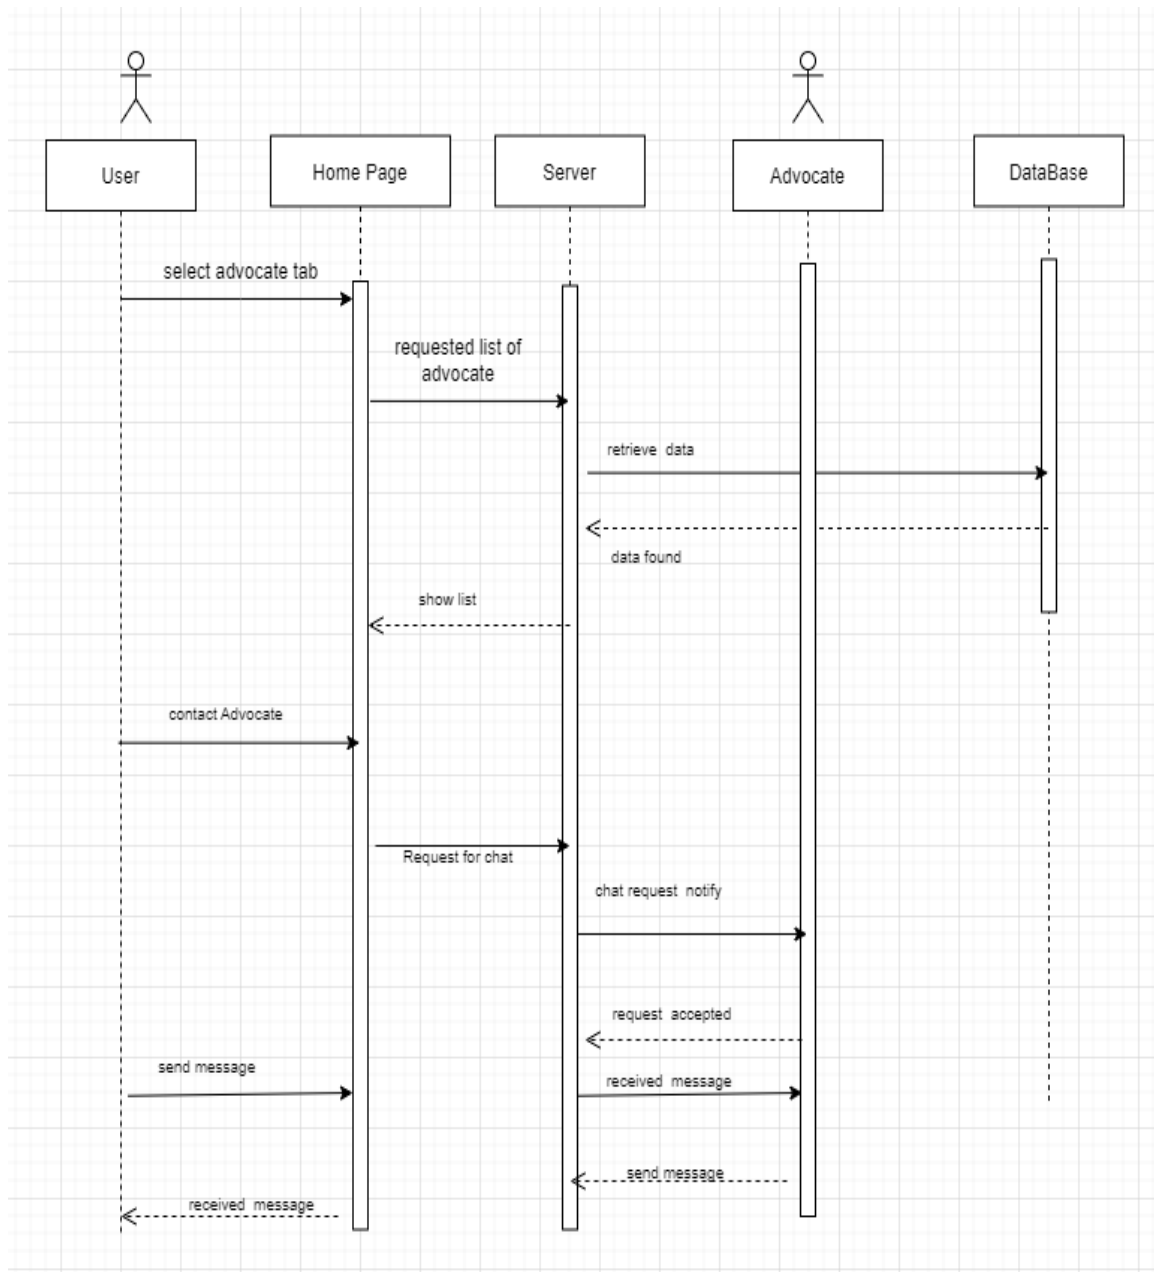 User
Home Page
Server
Advocate
DataBase
select advocate tab
requested list of
advocate
retrieve data
data found
show list
contact Advocate
Request for chat
chat request notify
request accepted
send message
received message
send message
received message